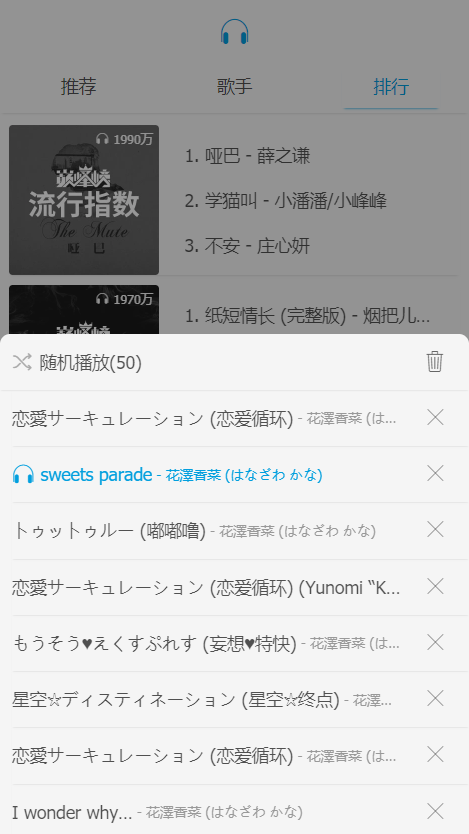 推荐
歌手
排行
1990万
巅峰榜
流行指数
The Mute
哑巴
1. 哑巴 - 薛之谦
2. 学猫叫 - 小潘潘/小峰峰
3. 不安 - 庄心妍
1970万
1. 纸短情长 (完整版) - 烟把儿...
随机播放(50)
恋愛サーキュレーション (恋爱循环) - 花澤香菜 (は...
sweets parade - 花澤香菜 (はなざわ かな)
トゥットゥルー (嘟嘟噜) - 花澤香菜 (はなざわ かな)
恋愛サーキュレーション (恋爱循环) (Yunomi “K...
もうそう♥えくすぷれす (妄想♥特快) - 花澤香菜 (は...
星空☆ディスティネーション (星空☆终点) - 花澤...
恋愛サーキュレーション (恋爱循环) - 花澤香菜 (は...
I wonder why... - 花澤香菜 (はなざわ かな)